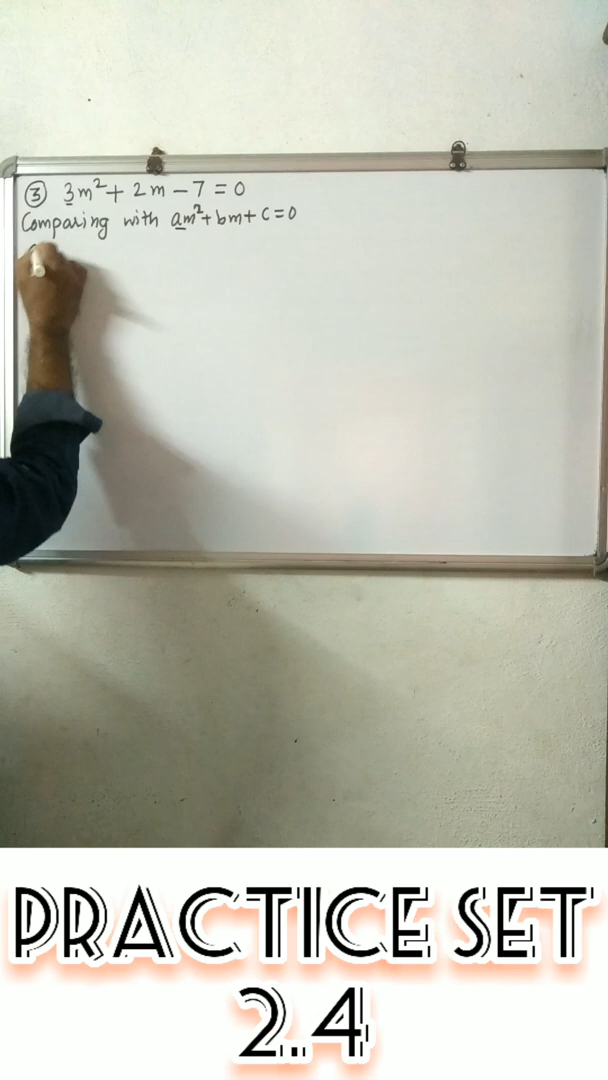 ③ 3m² + 2m − 7 = 0
Comparing with am² + bm + c = 0
PRACTICE SET
2..4